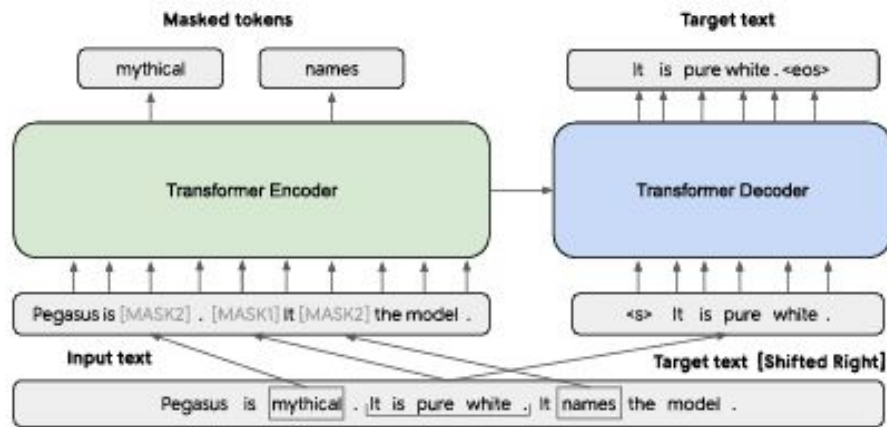 Masked tokens
Target text
mythical
names
It is pure white . <eos>
Transformer Encoder
Transformer Decoder
Pegasus is [MASK2] . [MASK1] It [MASK2] the model .
<s> It is pure white .
Input text
Target text [Shifted Right]
Pegasus is mythical . It is pure white . It names the model .